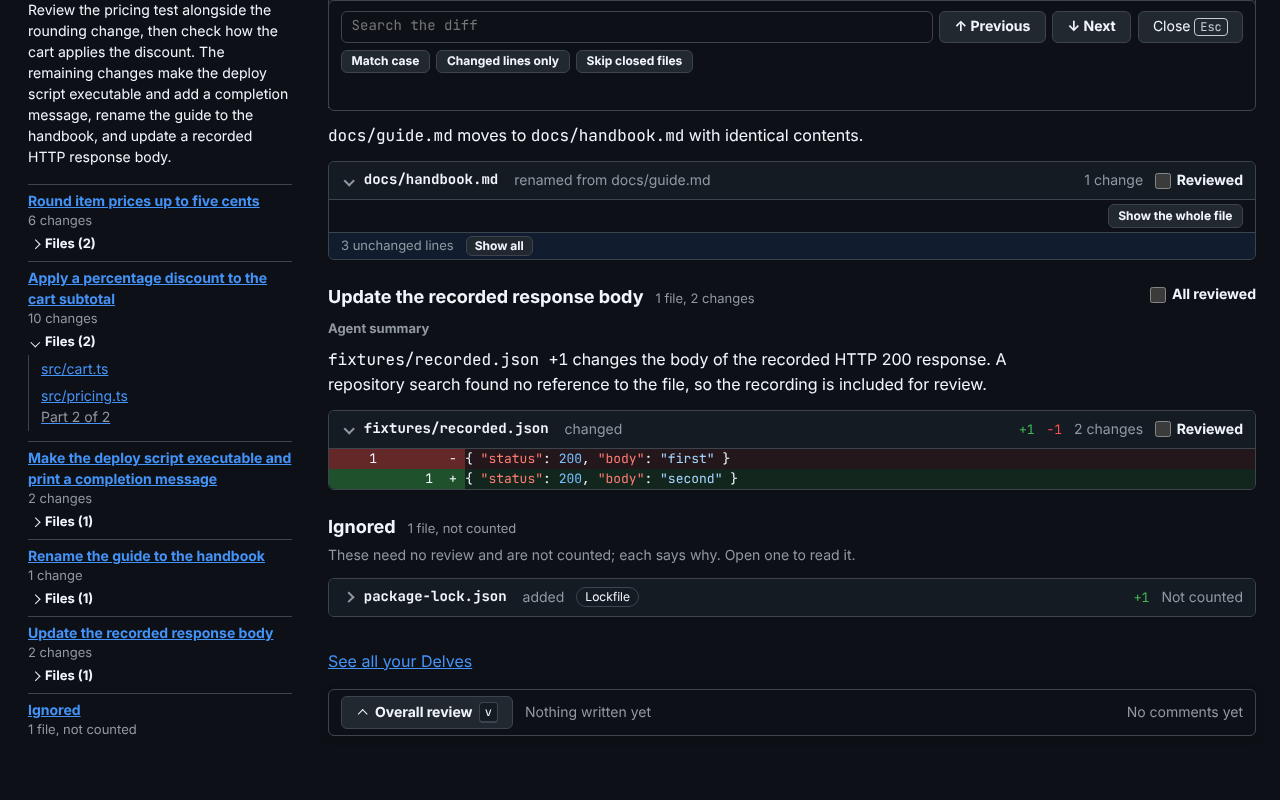 Review the pricing test alongside the
rounding change, then check how the
cart applies the discount. The
remaining changes make the deploy
script executable and add a completion
message, rename the guide to the
handbook, and update a recorded
HTTP response body.
Round item prices up to five cents
6 changes
Files (2)
Apply a percentage discount to the
cart subtotal
10 changes
Files (2)
src/cart.ts
src/pricing.ts
Part 2 of 2
Make the deploy script executable and
print a completion message
2 changes
Files (1)
Rename the guide to the handbook
1 change
Files (1)
Update the recorded response body
2 changes
Files (1)
Ignored
1 file, not counted
Search the diff
↑ Previous
↓ Next
Close Esc
Match case
Changed lines only
Skip closed files
docs/guide.md moves to docs/handbook.md with identical contents.
docs/handbook.md renamed from docs/guide.md 1 change Reviewed
Show the whole file
3 unchanged lines Show all
Update the recorded response body 1 file, 2 changes All reviewed
Agent summary
fixtures/recorded.json +1 changes the body of the recorded HTTP 200 response. A
repository search found no reference to the file, so the recording is included for review.
fixtures/recorded.json changed +1 -1 2 changes Reviewed
1 - { "status": 200, "body": "first" }
1 + { "status": 200, "body": "second" }
Ignored 1 file, not counted
These need no review and are not counted; each says why. Open one to read it.
package-lock.json added Lockfile +1 Not counted
See all your Delves
Overall review v Nothing written yet No comments yet